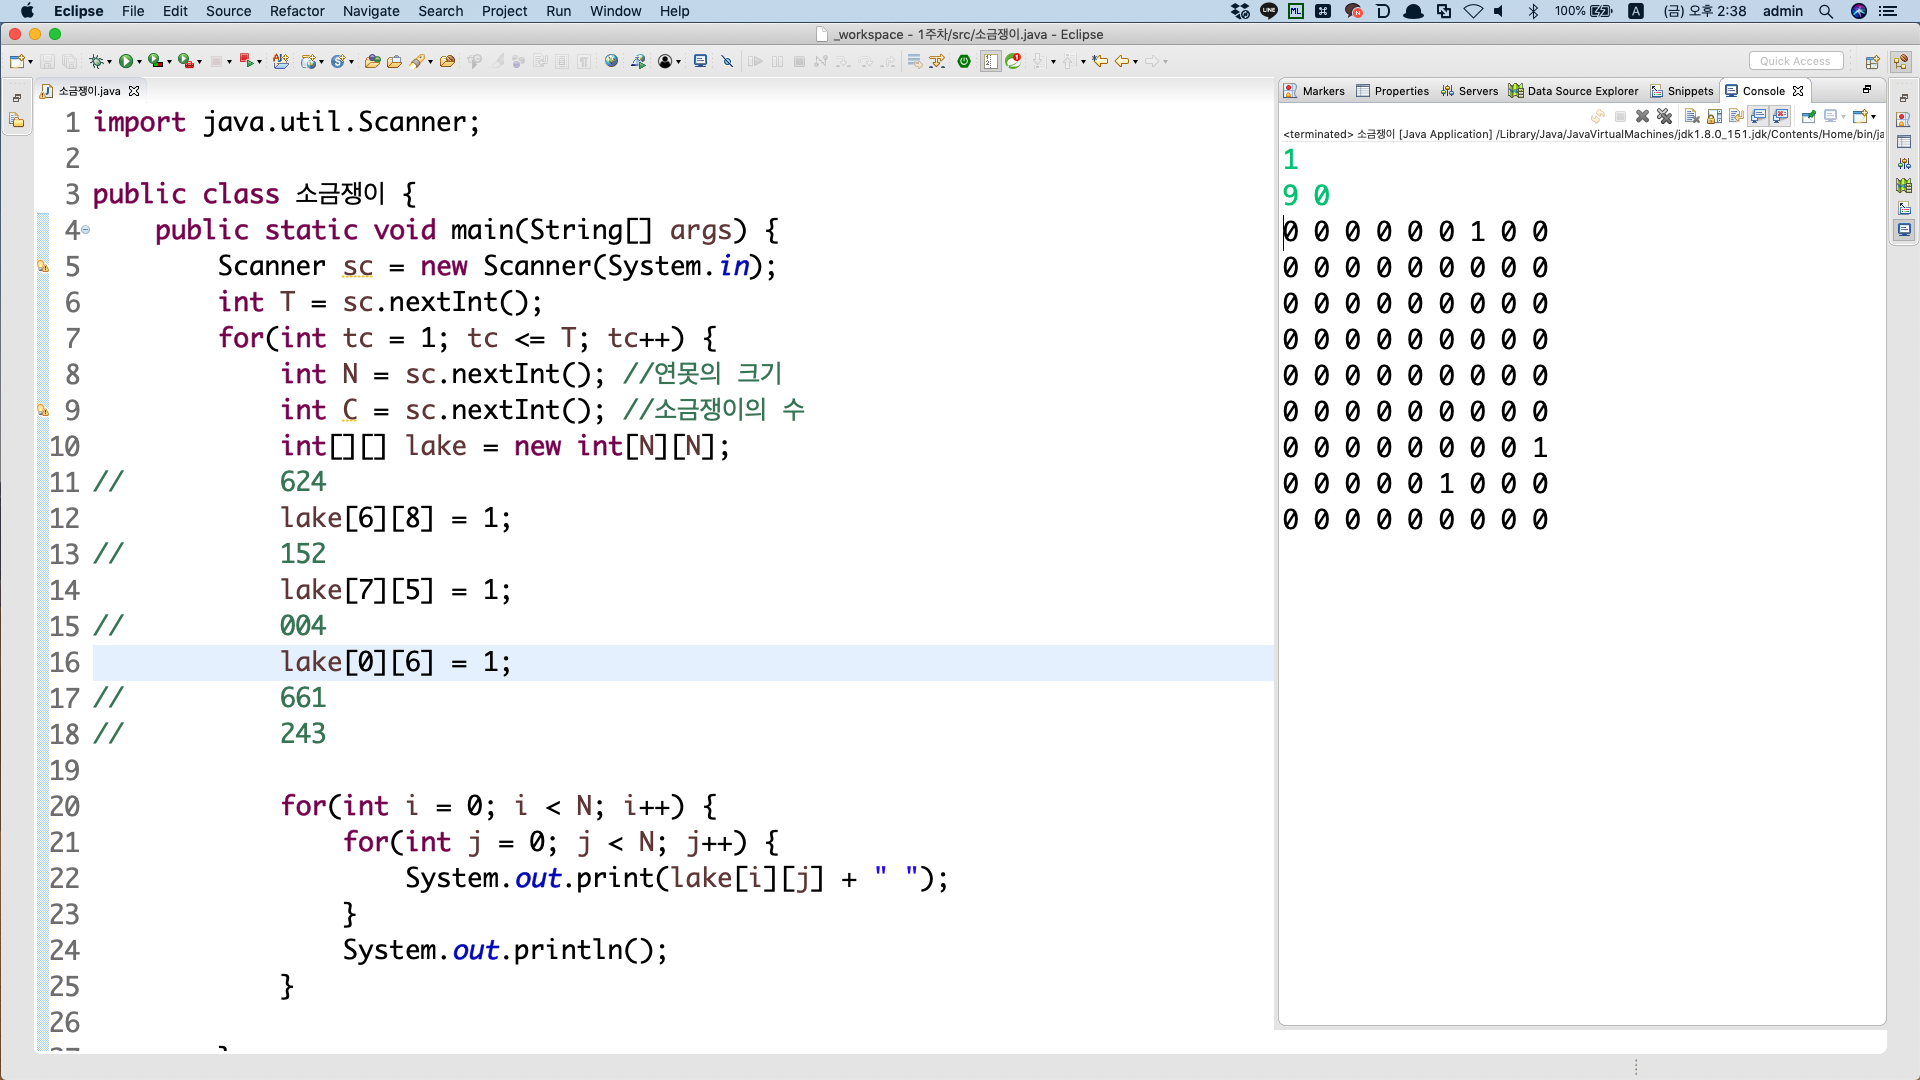 Eclipse File Edit Source Refactor Navigate Search Project Run Window Help 100% A (금) 오후 2:38 admin
_workspace - 1주차/src/소금쟁이.java - Eclipse
Quick Access
소금쟁이.java
1 import java.util.Scanner;
2
3 public class 소금쟁이 {
4 public static void main(String[] args) {
5 Scanner sc = new Scanner(System.in);
6 int T = sc.nextInt();
7 for(int tc = 1; tc <= T; tc++) {
8 int N = sc.nextInt(); //연못의 크기
9 int C = sc.nextInt(); //소금쟁이의 수
10 int[][] lake = new int[N][N];
11 // 624
12 lake[6][8] = 1;
13 // 152
14 lake[7][5] = 1;
15 // 004
16 lake[0][6] = 1;
17 // 661
18 // 243
19
20 for(int i = 0; i < N; i++) {
21 for(int j = 0; j < N; j++) {
22 System.out.print(lake[i][j] + " ");
23 }
24 System.out.println();
25 }
26
Markers Properties Servers Data Source Explorer Snippets Console
<terminated> 소금쟁이 [Java Application] /Library/Java/JavaVirtualMachines/jdk1.8.0_151.jdk/Contents/Home/bin/ja
1
9 0
0 0 0 0 0 0 1 0 0
0 0 0 0 0 0 0 0 0
0 0 0 0 0 0 0 0 0
0 0 0 0 0 0 0 0 0
0 0 0 0 0 0 0 0 0
0 0 0 0 0 0 0 0 0
0 0 0 0 0 0 0 0 1
0 0 0 0 0 1 0 0 0
0 0 0 0 0 0 0 0 0